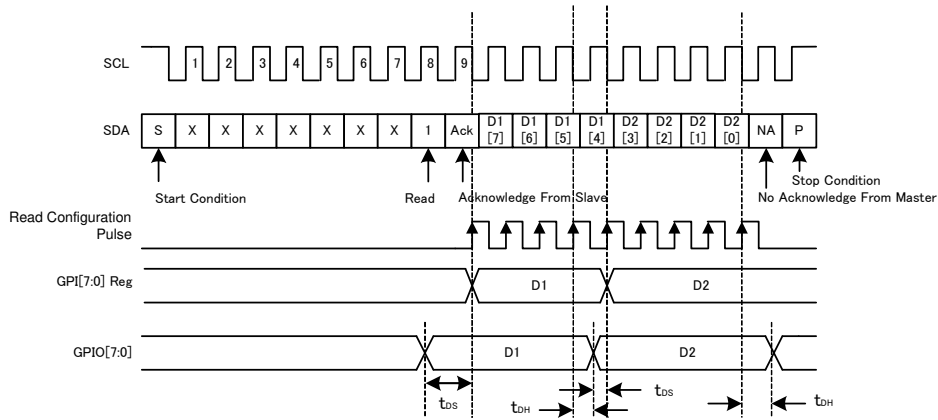 SCL 1 2 3 4 5 6 7 8 9
SDA S X X X X X X X 1 Ack D1 [7] D1 [6] D1 [5] D1 [4] D2 [3] D2 [2] D2 [1] D2 [0] NA P
Start Condition
Read
Acknowledge From Slave
Stop Condition
No Acknowledge From Master
Read Configuration
Pulse
GPI[7:0] Reg D1 D2
GPIO[7:0] D1 D2
tDS tDH tDS tDH